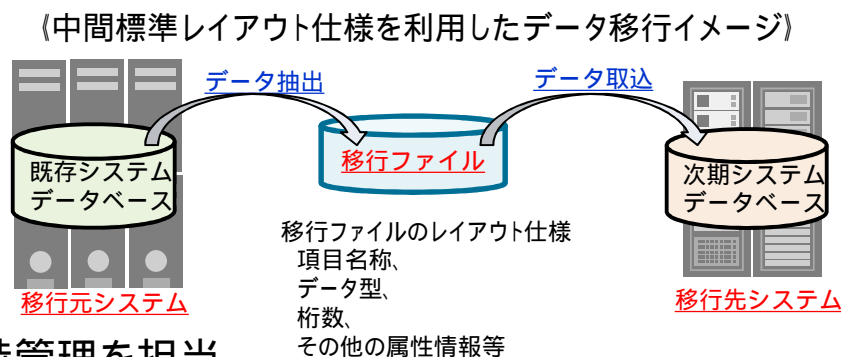 《中間標準レイアウト仕様を利用したデータ移行イメージ》
データ抽出
データ取込
既存システム
データベース
移行ファイル
次期システム
データベース
移行ファイルのレイアウト仕様
項目名称、
データ型、
桁数、
その他の属性情報等
移行元システム
移行先システム
管理を担当